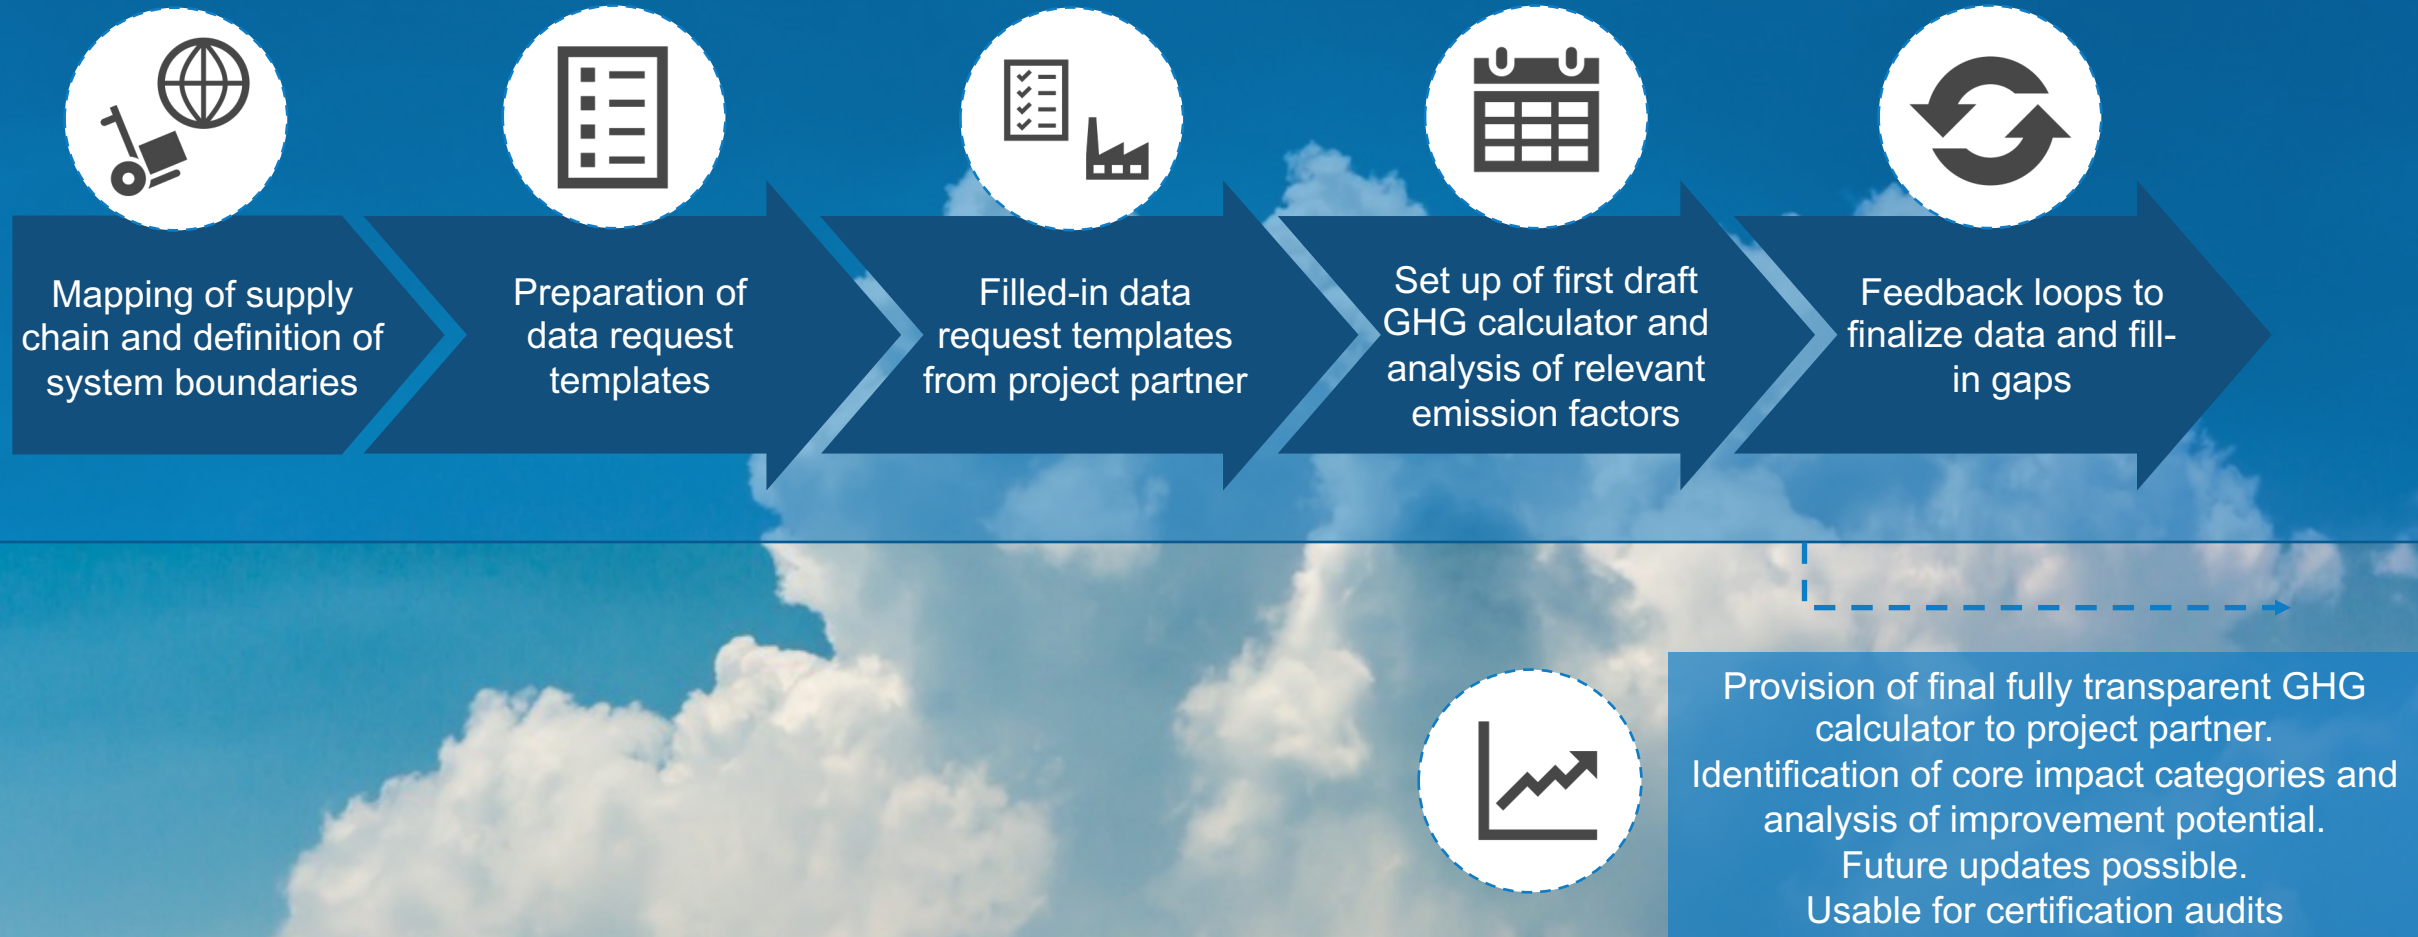 Mapping of supply
chain and definition of
system boundaries
Preparation of
data request
templates
Filled-in data
request templates
from project partner
Set up of first draft
GHG calculator and
analysis of relevant
emission factors
Feedback loops to
finalize data and fill-
in gaps
Provision of final fully transparent GHG
calculator to project partner.
Identification of core impact categories and
analysis of improvement potential.
Future updates possible.
Usable for certification audits